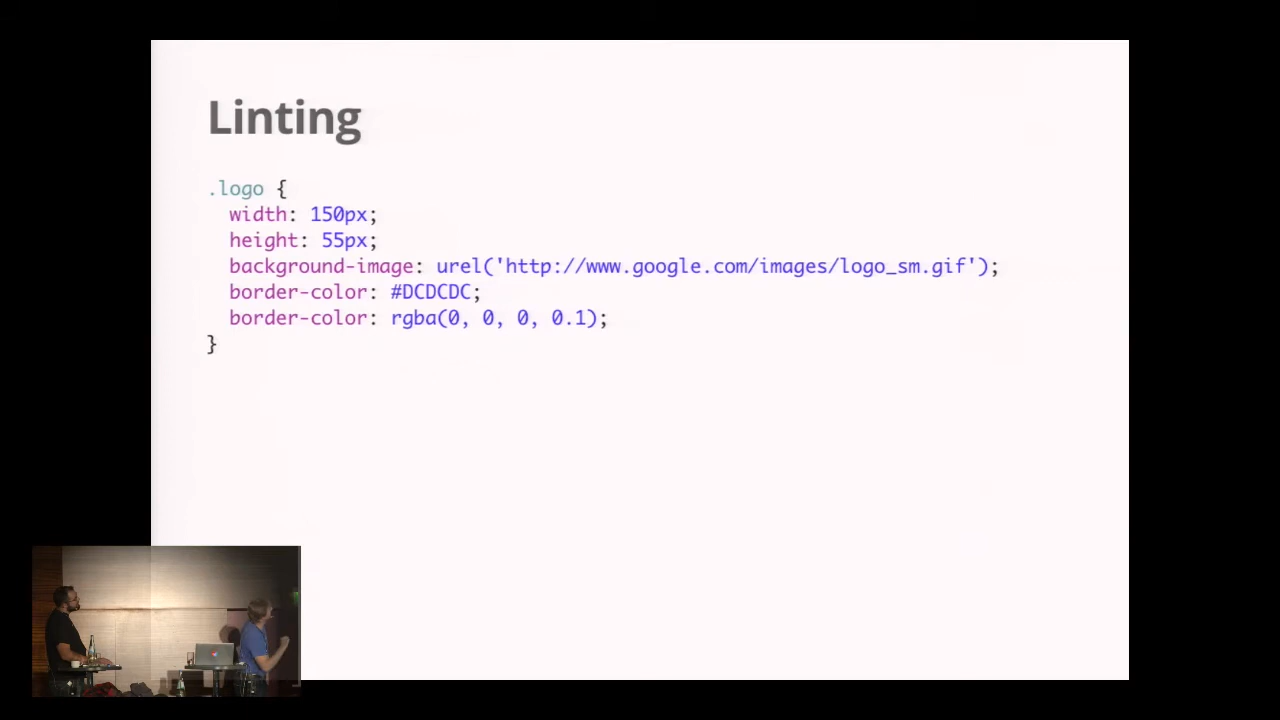 Linting
.logo {
width: 150px;
height: 55px;
background-image: urel('http://www.google.com/images/logo_sm.gif');
border-color: #DCDCDC;
border-color: rgba(0, 0, 0, 0.1);
}